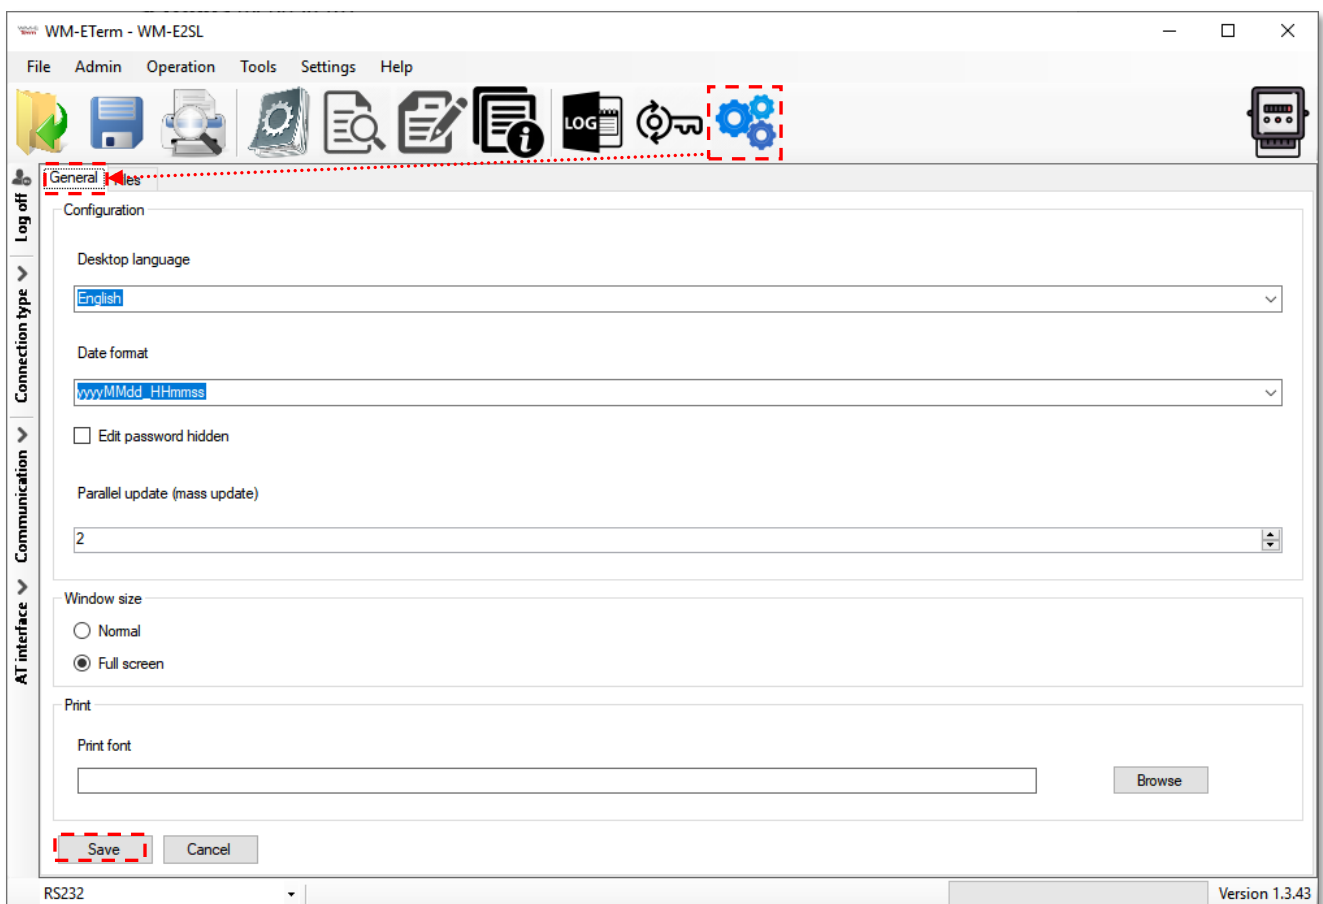 WM-ETerm - WM-E2SL
File Admin Operation Tools Settings Help
LOG
General
Log off
Connection type
Communication
AT interface
Configuration
Desktop language
English
Date format
yyyyMMdd_HHmmss
Edit password hidden
Parallel update (mass update)
2
Window size
Normal
Full screen
Print
Print font
Browse
Save Cancel
RS232
Version 1.3.43